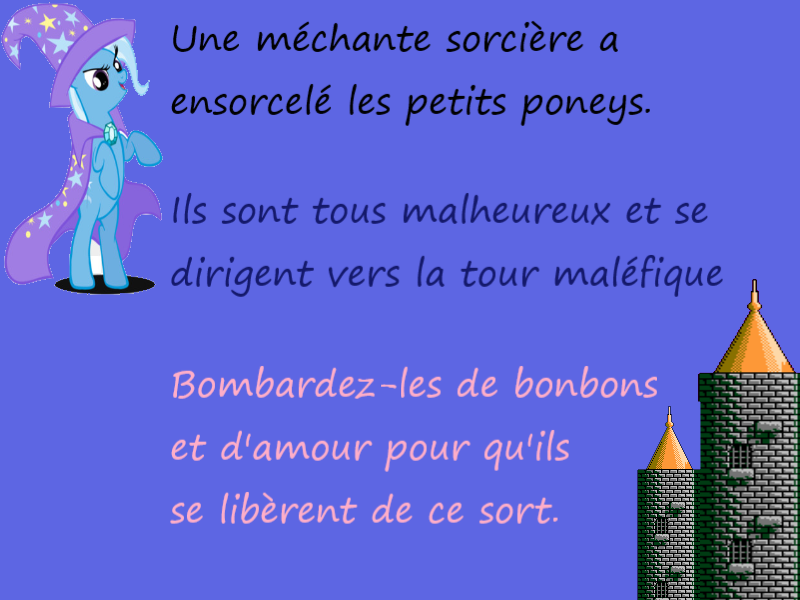 Une méchante sorcière a
ensorcelé les petits poneys.
Ils sont tous malheureux et se
dirigent vers la tour maléfique
Bombardez-les de bonbons
et d'amour pour qu'ils
se libèrent de ce sort.